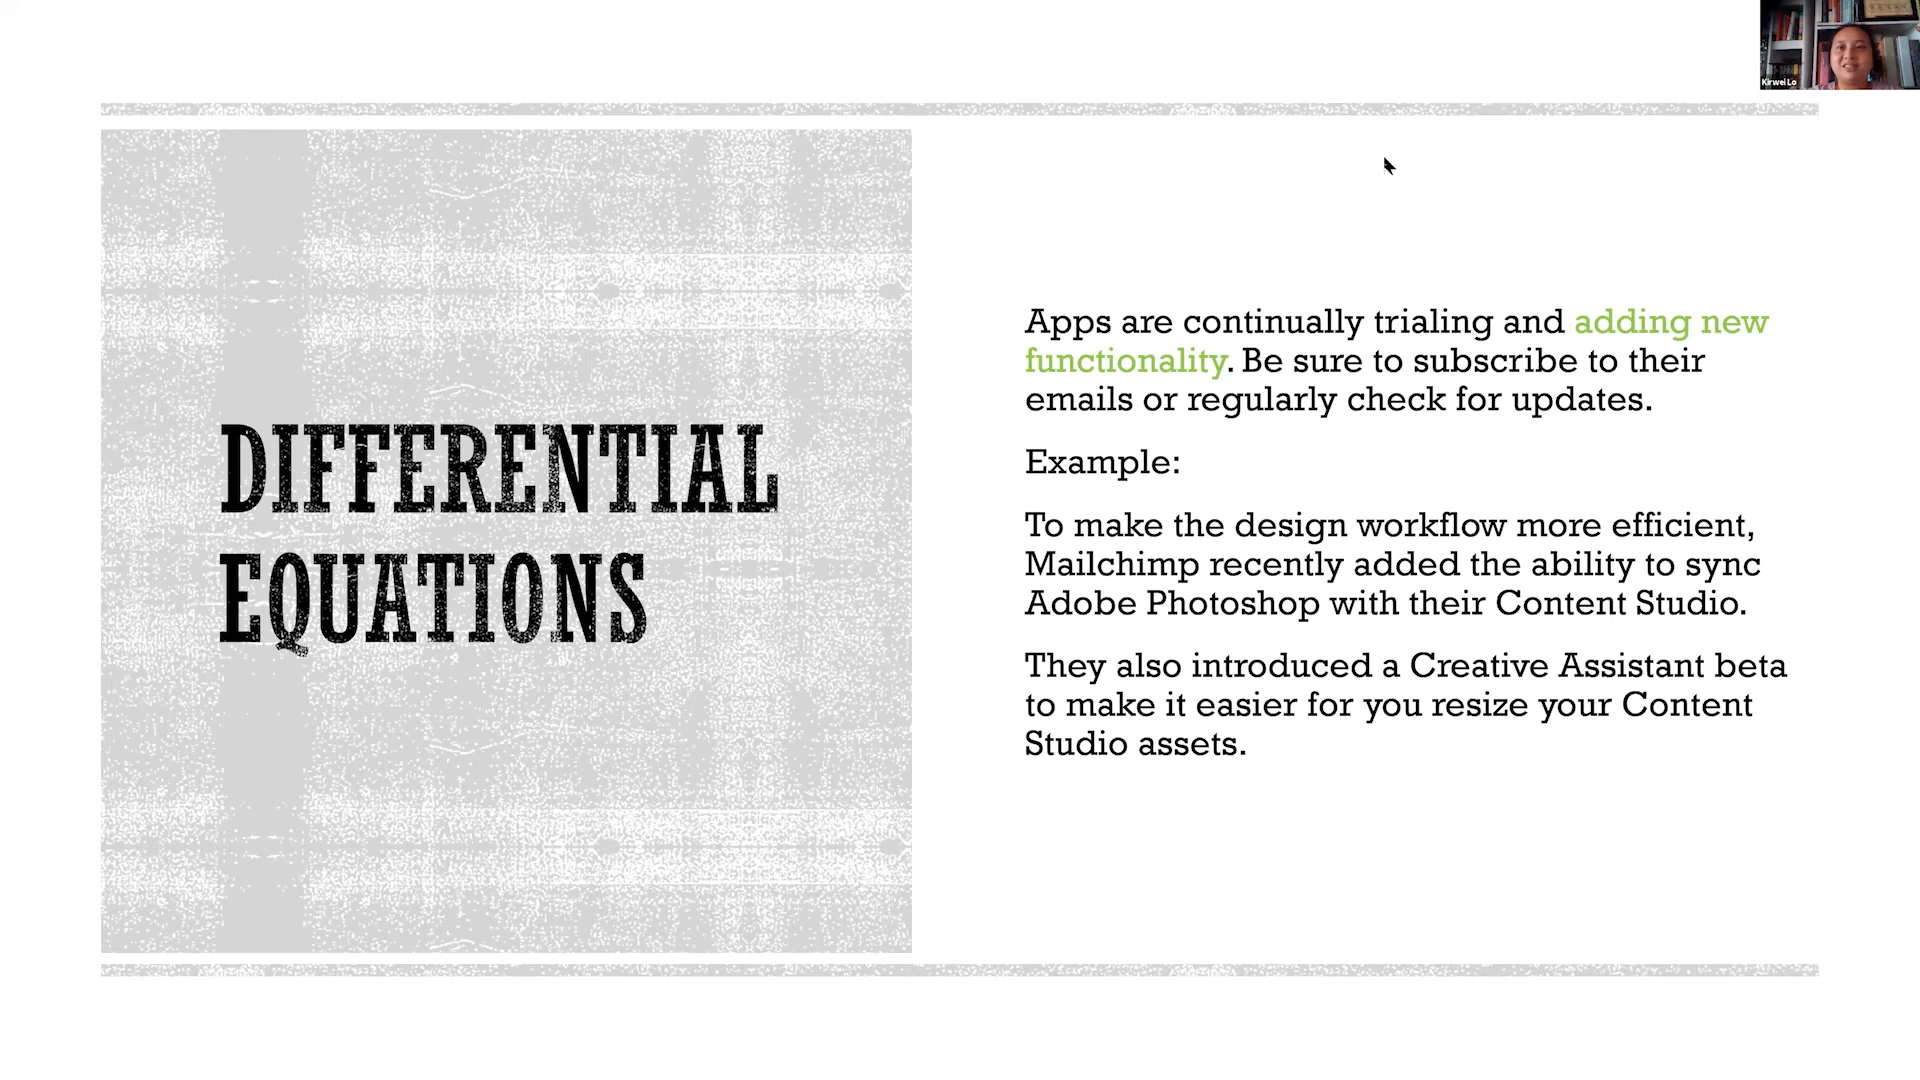 Kirwei Lo
DIFFERENTIAL
EQUATIONS
Apps are continually trialing and adding new
functionality. Be sure to subscribe to their
emails or regularly check for updates.
Example:
To make the design workflow more efficient,
Mailchimp recently added the ability to sync
Adobe Photoshop with their Content Studio.
They also introduced a Creative Assistant beta
to make it easier for you resize your Content
Studio assets.